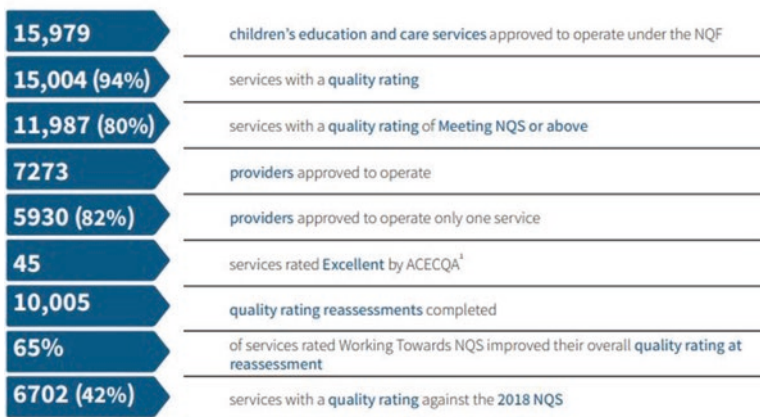 15,979
children's education and care services approved to operate under the NQF
15,004 (94%)
services with a quality rating
11,987 (80%)
services with a quality rating of Meeting NQS or above
7273
providers approved to operate
5930 (82%)
providers approved to operate only one service
45
services rated Excellent by ACECQA¹
10,005
quality rating reassessments completed
65%
of services rated Working Towards NQS improved their overall quality rating at
reassessment
6702 (42%)
services with a quality rating against the 2018 NQS